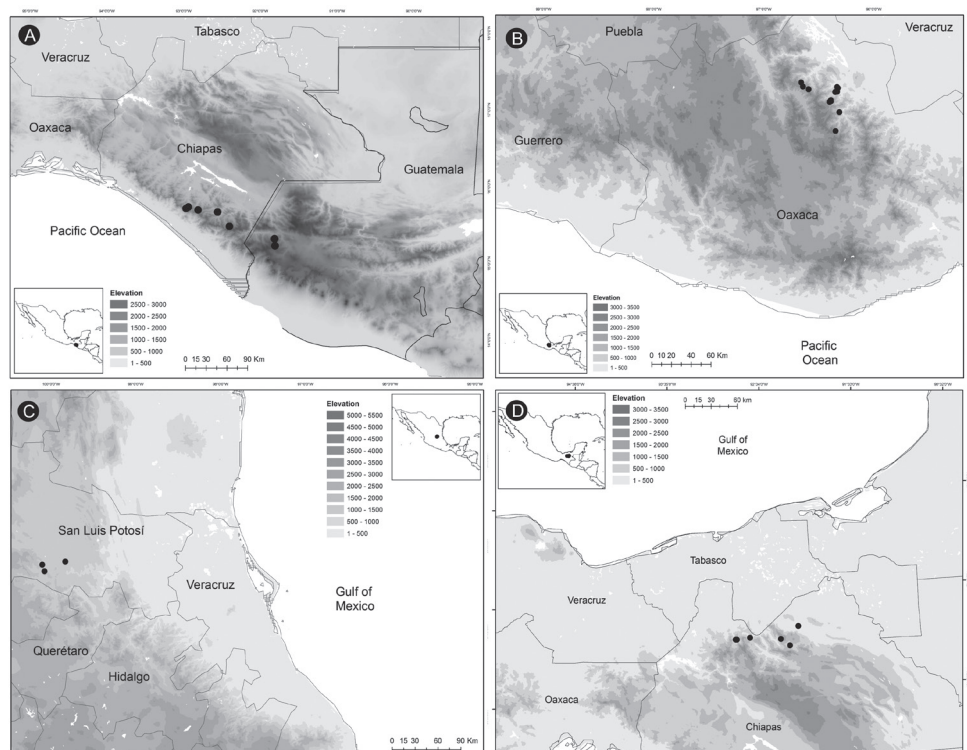 A
Tabasco
Veracruz
Oaxaca
Chiapas
Guatemala
Pacific Ocean
Elevation
2500 - 3000
2000 - 2500
1500 - 2000
1000 - 1500
500 - 1000
1 - 500
0 15 30 60 90 Km
B
Puebla
Veracruz
Guerrero
Oaxaca
Elevation
3000 - 3500
2500 - 3000
2000 - 2500
1500 - 2000
1000 - 1500
500 - 1000
1 - 500
0 10 20 40 60 Km
Pacific
Ocean
C
Elevation
5000 - 5500
4500 - 5000
4000 - 4500
3500 - 4000
3000 - 3500
2500 - 3000
2000 - 2500
1500 - 2000
1000 - 1500
500 - 1000
1 - 500
San Luis Potosí
Veracruz
Gulf of
Mexico
Querétaro
Hidalgo
0 15 30 60 90 Km
D
Elevation
3000 - 3500
2500 - 3000
2000 - 2500
1500 - 2000
1000 - 1500
500 - 1000
1 - 500
0 15 30 60 km
Gulf of
Mexico
Tabasco
Veracruz
Oaxaca
Chiapas